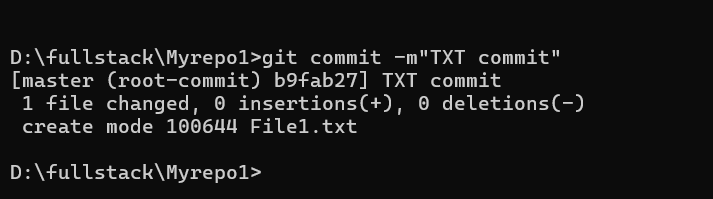 D:\fullstack\Myrepo1>git commit -m"TXT commit"
[master (root-commit) b9fab27] TXT commit
 1 file changed, 0 insertions(+), 0 deletions(-)
 create mode 100644 File1.txt
D:\fullstack\Myrepo1>